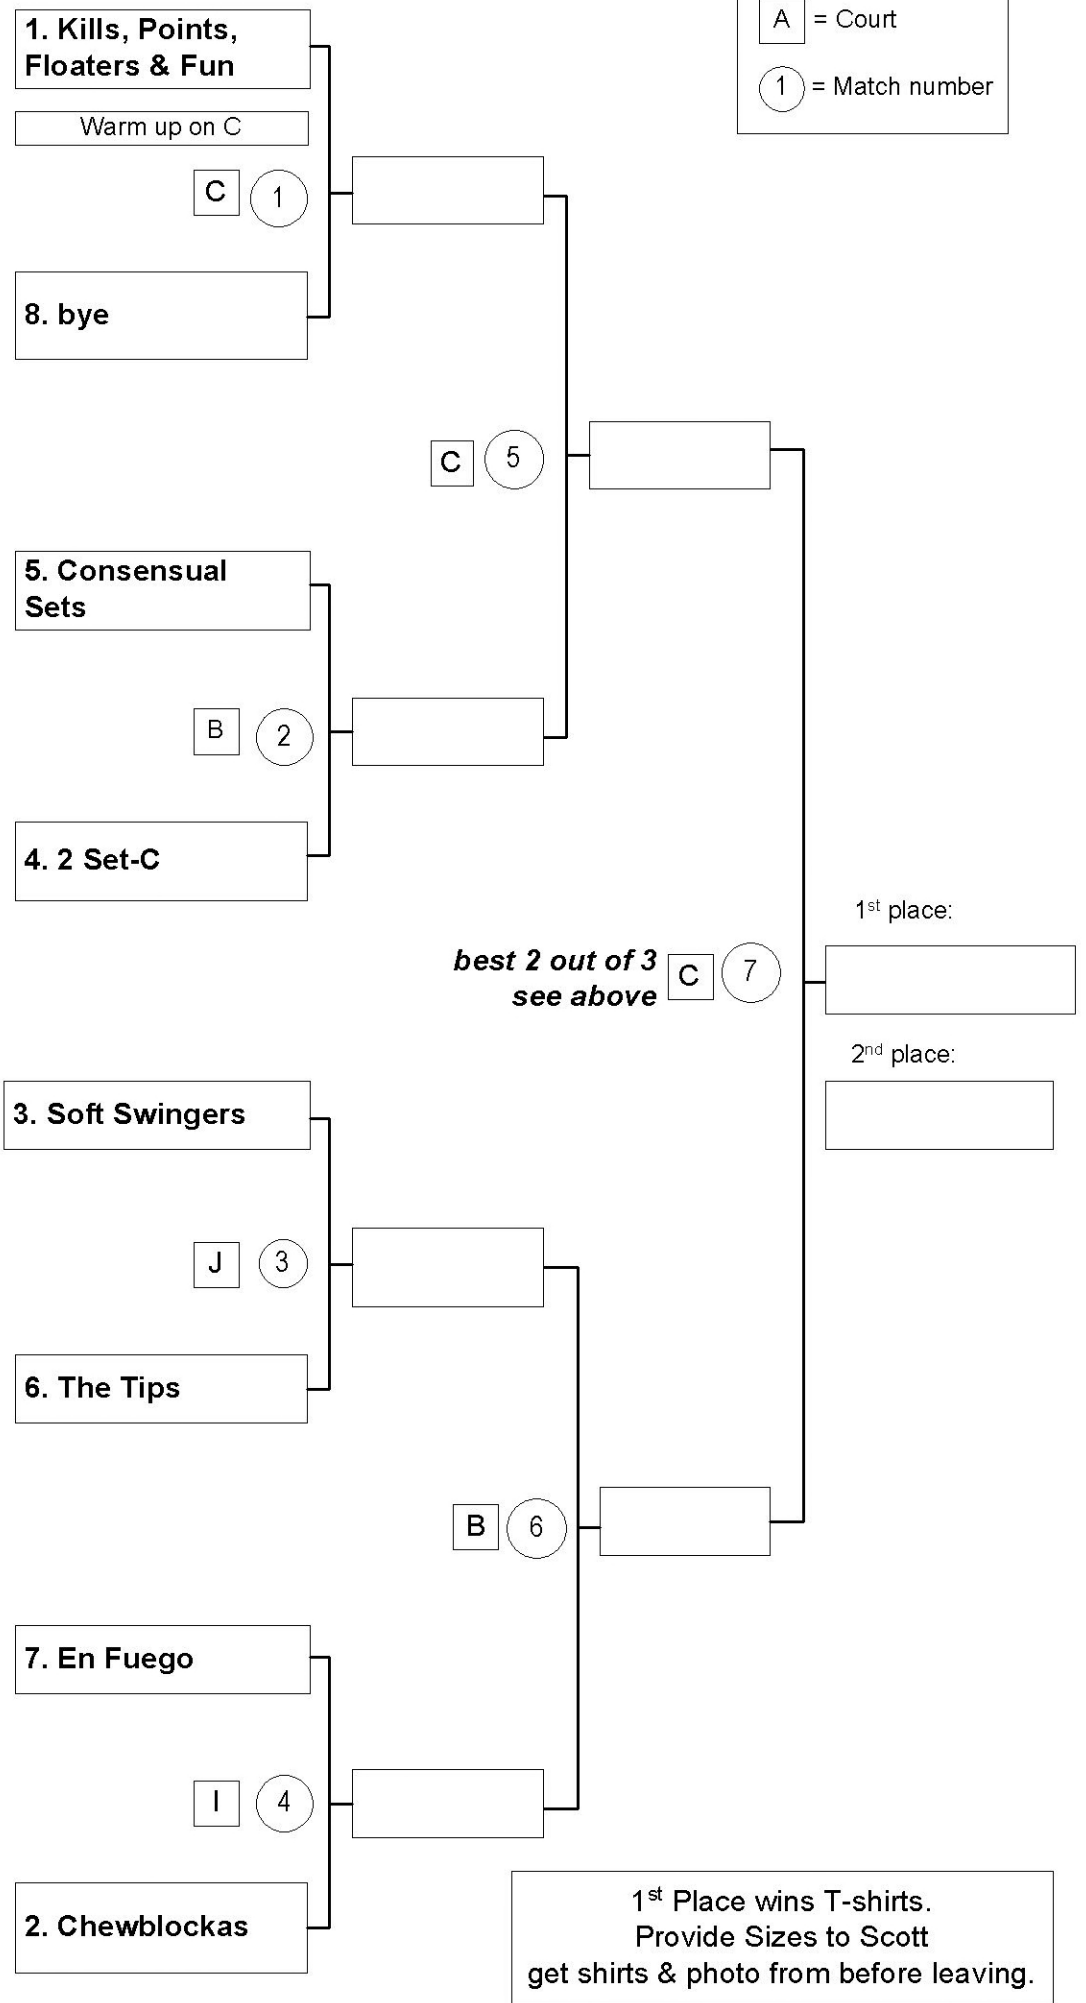 1. Kills, Points,
Floaters & Fun
A = Court
1 = Match number
Warm up on C
C 1
8. bye
C 5
5. Consensual
Sets
B 2
4. 2 Set-C
1st place:
best 2 out of 3
see above
C 7
2nd place:
3. Soft Swingers
J 3
6. The Tips
B 6
7. En Fuego
I 4
2. Chewblockas
1st Place wins T-shirts.
Provide Sizes to Scott
get shirts & photo from before leaving.